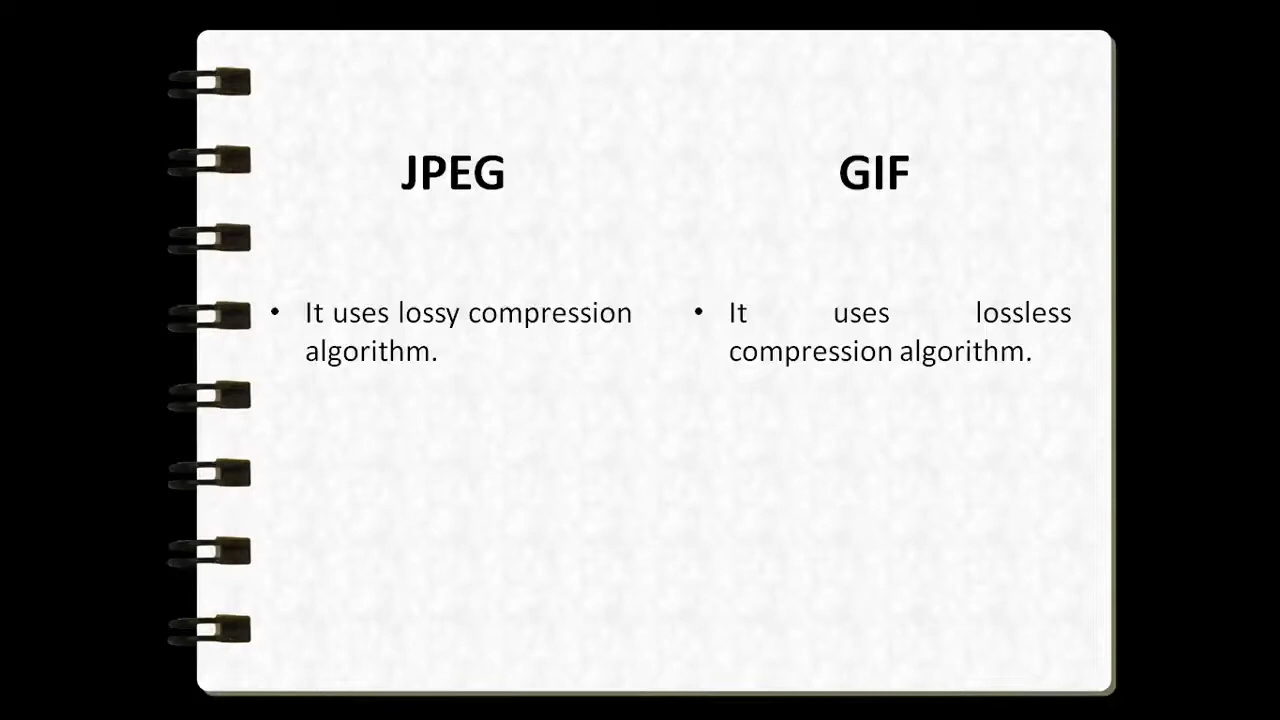 JPEG
GIF
• It uses lossy compression
algorithm.
• It uses lossless
compression algorithm.